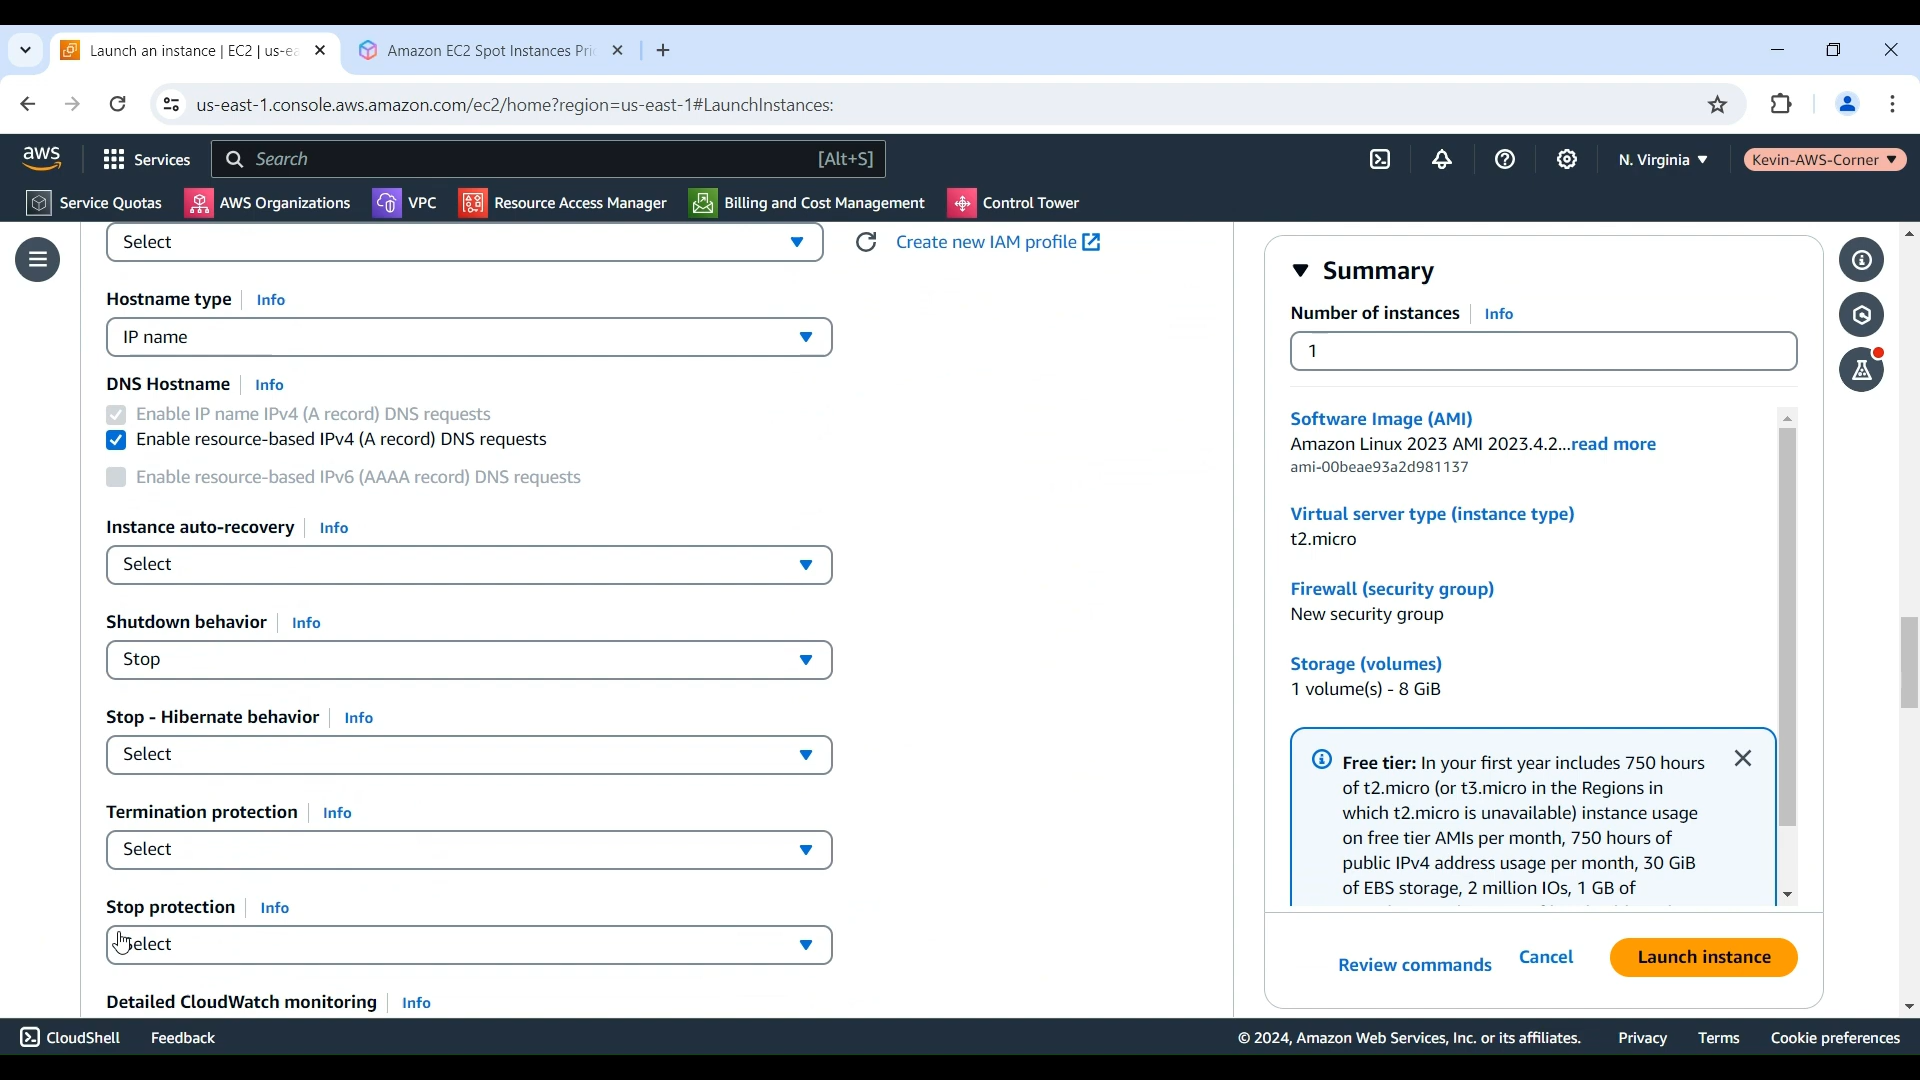 Launch an instance | EC2 | us-ea
Amazon EC2 Spot Instances Pri
us-east-1.console.aws.amazon.com/ec2/home?region=us-east-1#LaunchInstances:
aws
Services
Search
[Alt+S]
N. Virginia
Kevin-AWS-Corner
Service Quotas
AWS Organizations
VPC
Resource Access Manager
Billing and Cost Management
Control Tower
Select
Create new IAM profile
Hostname type
Info
IP name
DNS Hostname
Info
Enable IP name IPv4 (A record) DNS requests
Enable resource-based IPv4 (A record) DNS requests
Enable resource-based IPv6 (AAAA record) DNS requests
Instance auto-recovery
Info
Select
Shutdown behavior
Info
Stop
Stop - Hibernate behavior
Info
Select
Termination protection
Info
Select
Stop protection
Info
Select
Detailed CloudWatch monitoring
Info
Summary
Number of instances
Info
1
Software Image (AMI)
Amazon Linux 2023 AMI 2023.4.2...read more
ami-00beae93a2d981137
Virtual server type (instance type)
t2.micro
Firewall (security group)
New security group
Storage (volumes)
1 volume(s) - 8 GiB
Free tier: In your first year includes 750 hours
of t2.micro (or t3.micro in the Regions in
which t2.micro is unavailable) instance usage
on free tier AMIs per month, 750 hours of
public IPv4 address usage per month, 30 GiB
of EBS storage, 2 million IOs, 1 GB of
Review commands
Cancel
Launch instance
CloudShell
Feedback
© 2024, Amazon Web Services, Inc. or its affiliates.
Privacy
Terms
Cookie preferences